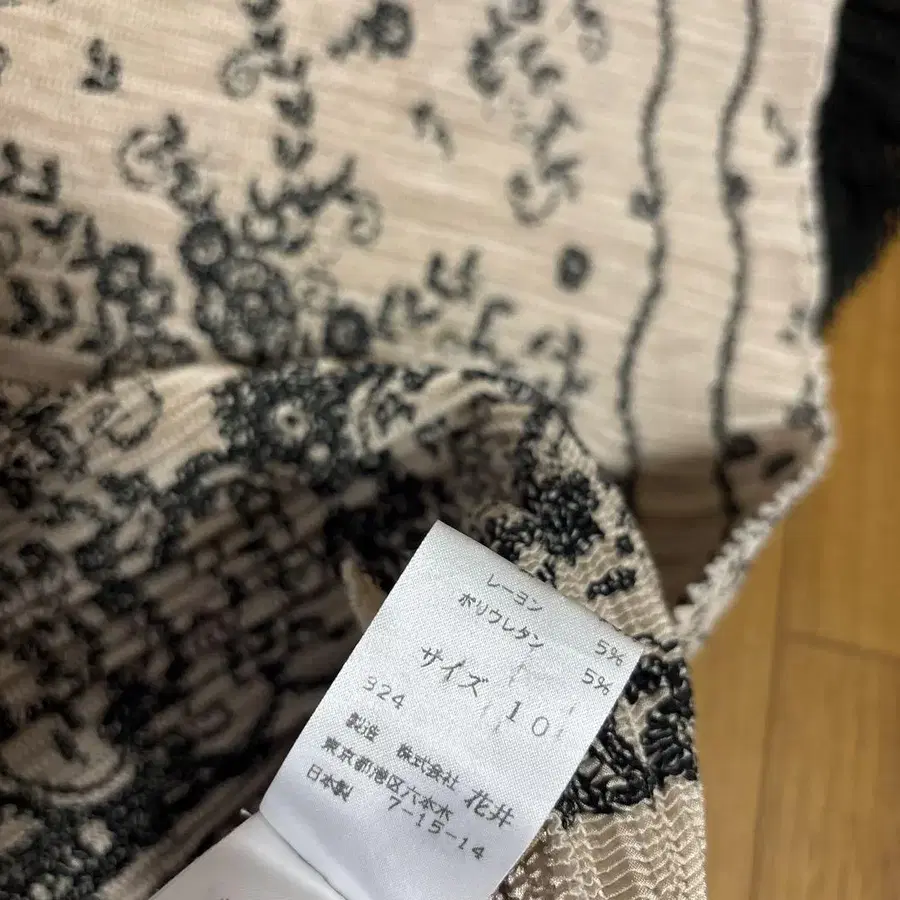 レーヨン 5%
ポリウレタン 5%
サイズ 10
324
製造 株式会社 花井
東京都港区六本木
7-15-14
日本製